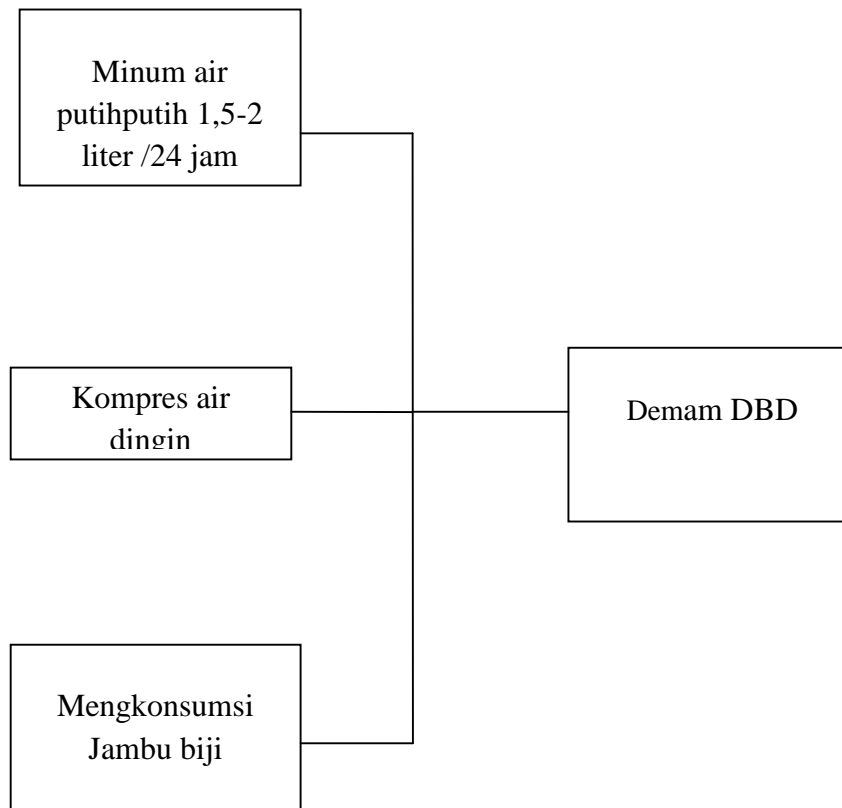 Minum air
putihputih 1,5-2
liter /24 jam
Kompres air
dingin
Demam DBD
Mengkonsumsi
Jambu biji